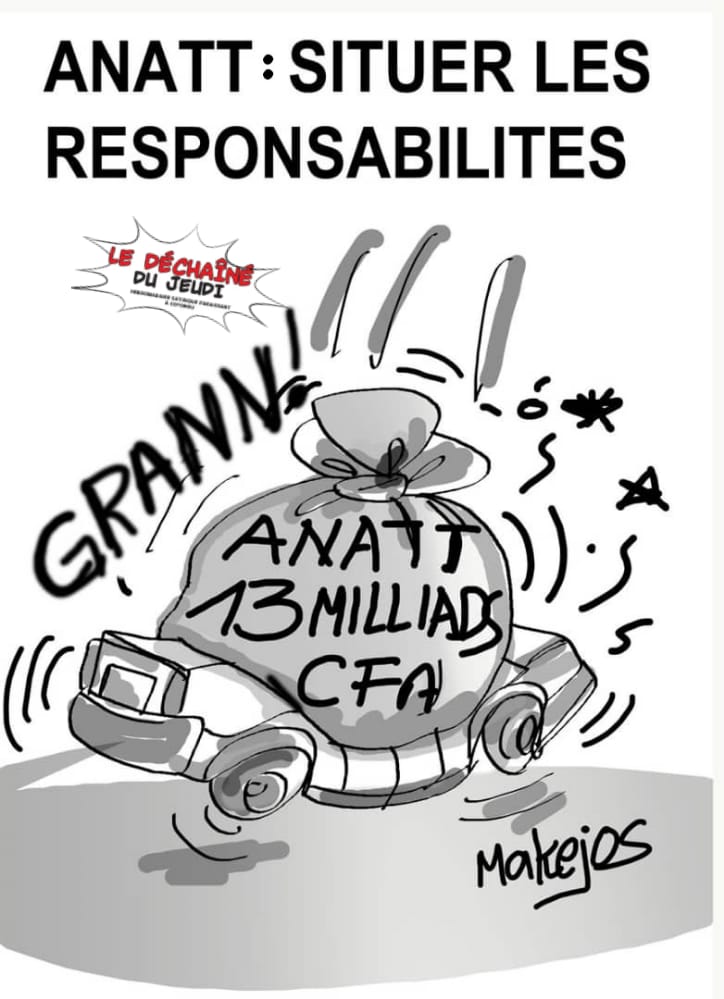 ANATT : SITUER LES
RESPONSABILITES
LE DÉCHAÎNÉ
DU JEUDI
GRANN!
ANATT
13 MILLIADS
CFA
Makejos